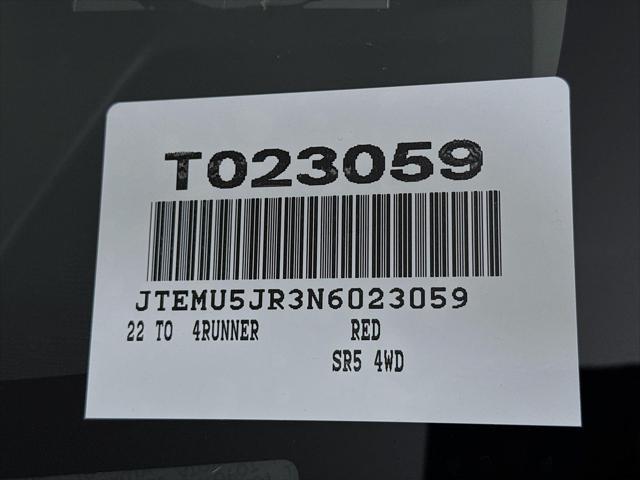 T023059
JTEMU5JR3N6023059
22 TO 4RUNNER RED
SR5 4WD